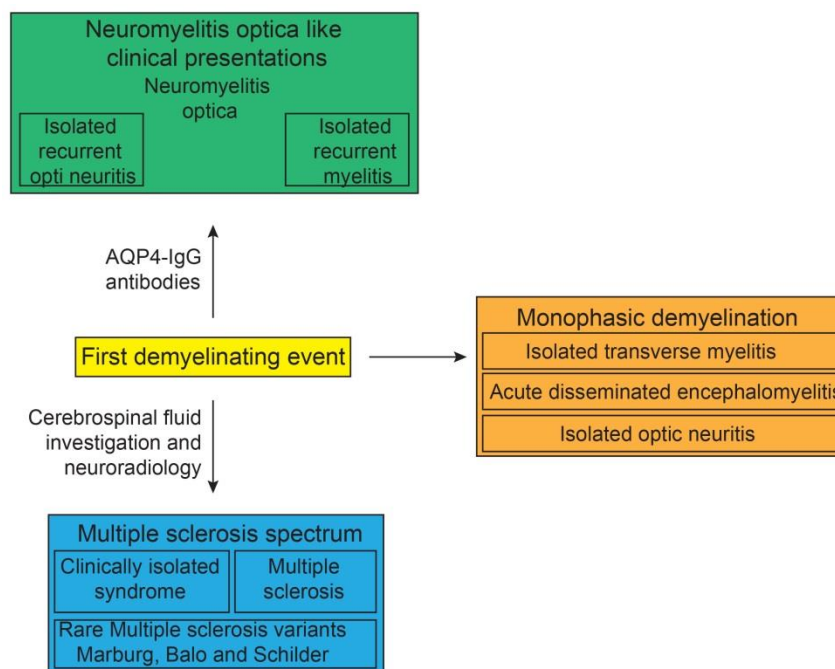 Neuromyelitis optica like
clinical presentations
Neuromyelitis
optica
Isolated
recurrent
opti neuritis
Isolated
recurrent
myelitis
AQP4-IgG
antibodies
First demyelinating event
Monophasic demyelination
Isolated transverse myelitis
Acute disseminated encephalomyelitis
Isolated optic neuritis
Cerebrospinal fluid
investigation and
neuroradiology
Multiple sclerosis spectrum
Clinically isolated
syndrome
Multiple
sclerosis
Rare Multiple sclerosis variants
Marburg, Balo and Schilder